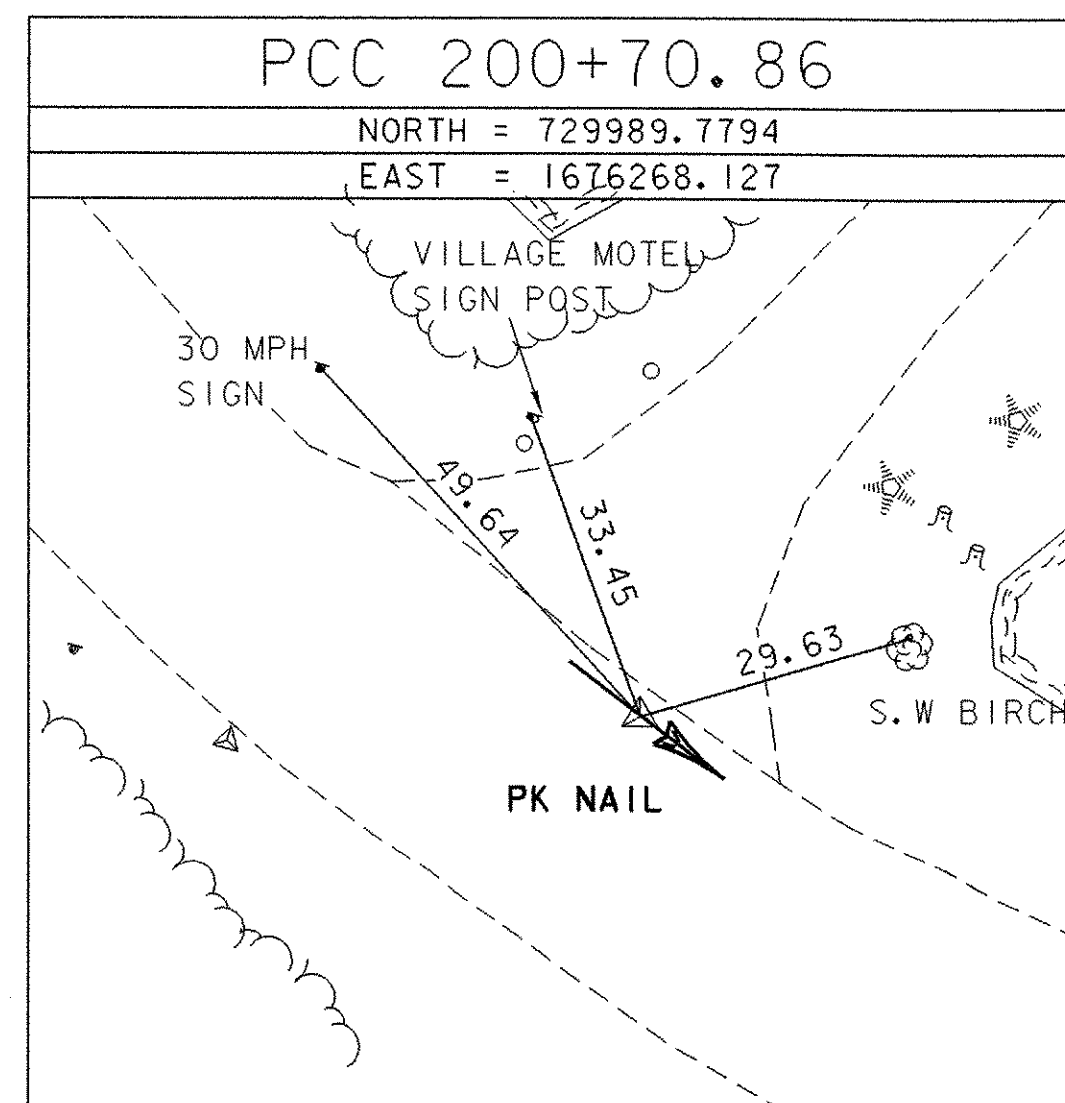 PCC 200+70.86
NORTH = 729989.7794
EAST = 1676268.127
VILLAGE MOTEL
SIGN POST
30 MPH
SIGN
49.64
33.45
29.63
S.W BIRCH
PK NAIL